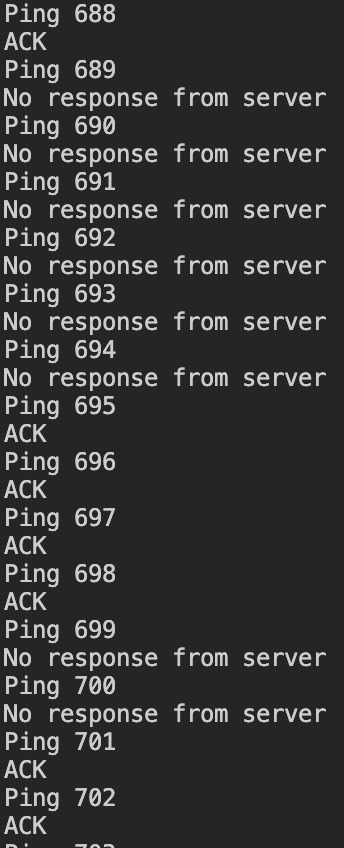 Ping 688
ACK
Ping 689
No response from server
Ping 690
No response from server
Ping 691
No response from server
Ping 692
No response from server
Ping 693
No response from server
Ping 694
No response from server
Ping 695
ACK
Ping 696
ACK
Ping 697
ACK
Ping 698
ACK
Ping 699
No response from server
Ping 700
No response from server
Ping 701
ACK
Ping 702
ACK